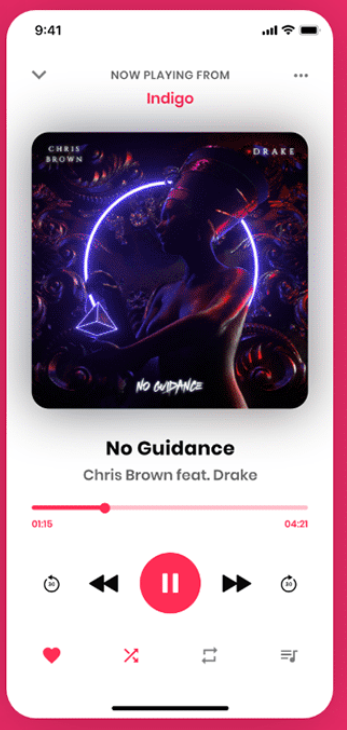 9:41
NOW PLAYING FROM
Indigo
CHRIS
BROWN
DRAKE
NO GUIDANCE
No Guidance
Chris Brown feat. Drake
01:15
04:21
30
30